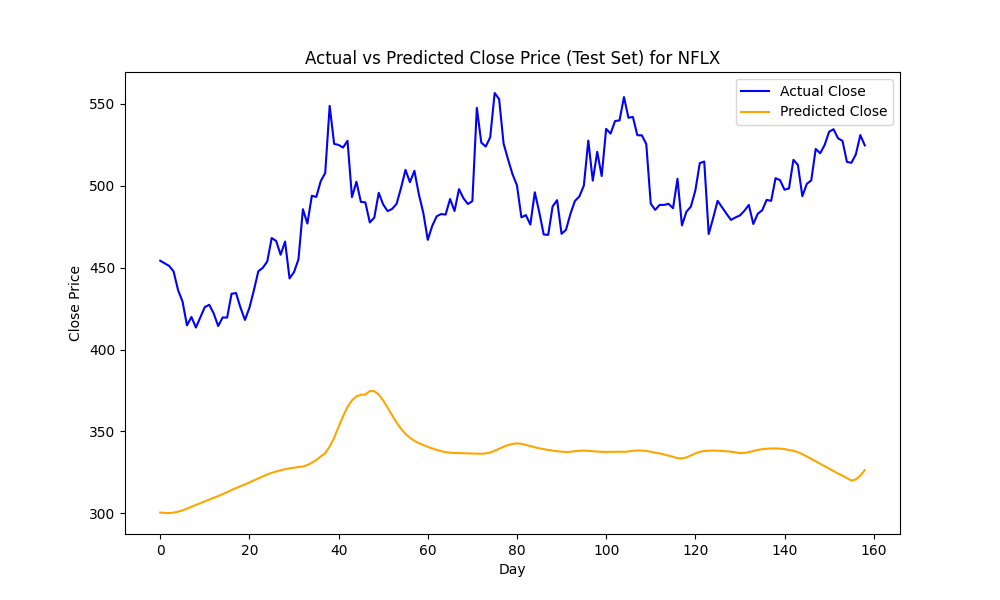 Actual vs Predicted Close Price (Test Set) for NFLX
Actual Close
Predicted Close
550
500
450
400
350
300
Close Price
0 20 40 60 80 100 120 140 160
Day